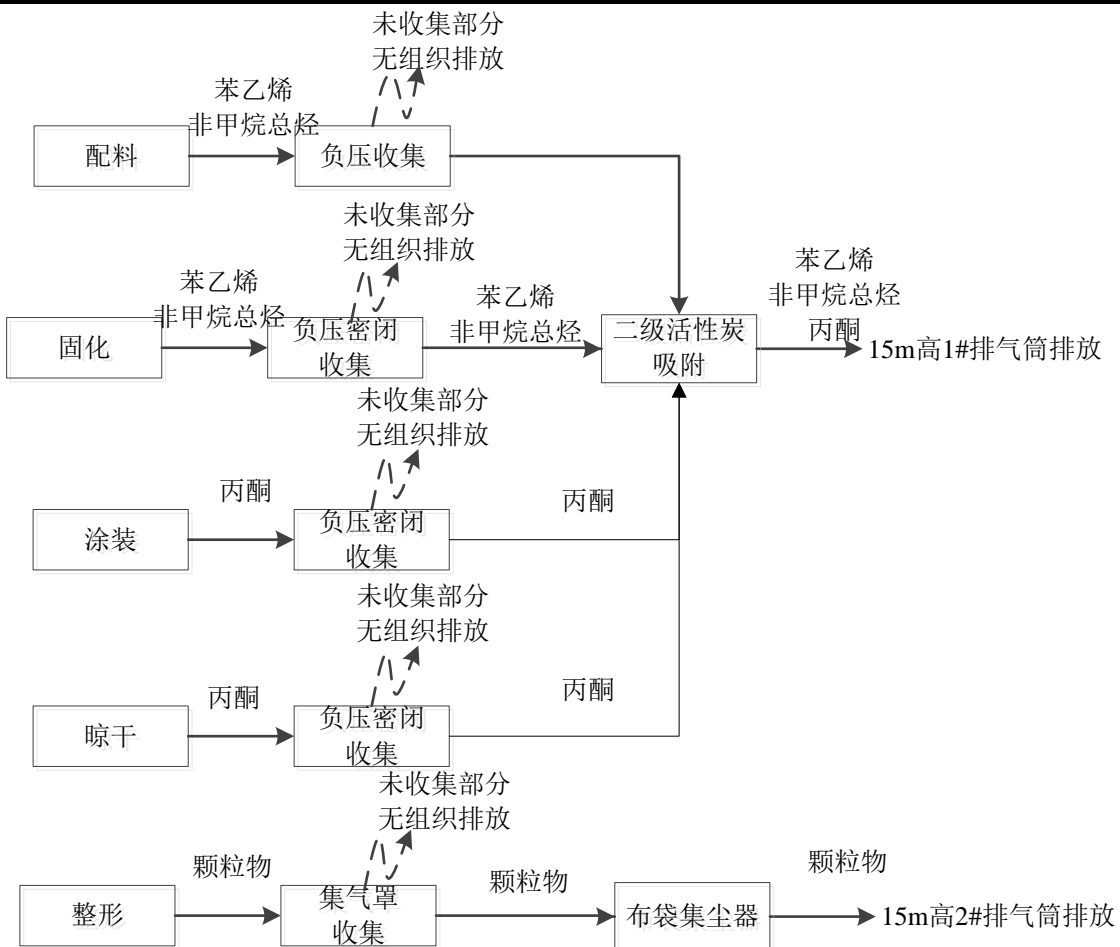 未收集部分
无组织排放
苯乙烯
非甲烷总烃
配料
负压收集
未收集部分
无组织排放
苯乙烯
非甲烷总烃
固化
负压密闭
收集
苯乙烯
非甲烷总烃
二级活性炭
吸附
苯乙烯
非甲烷总烃
丙酮
15m高1#排气筒排放
未收集部分
无组织排放
丙酮
涂装
负压密闭
收集
丙酮
未收集部分
无组织排放
丙酮
晾干
负压密闭
收集
丙酮
未收集部分
无组织排放
颗粒物
整形
集气罩
收集
颗粒物
布袋集尘器
颗粒物
15m高2#排气筒排放